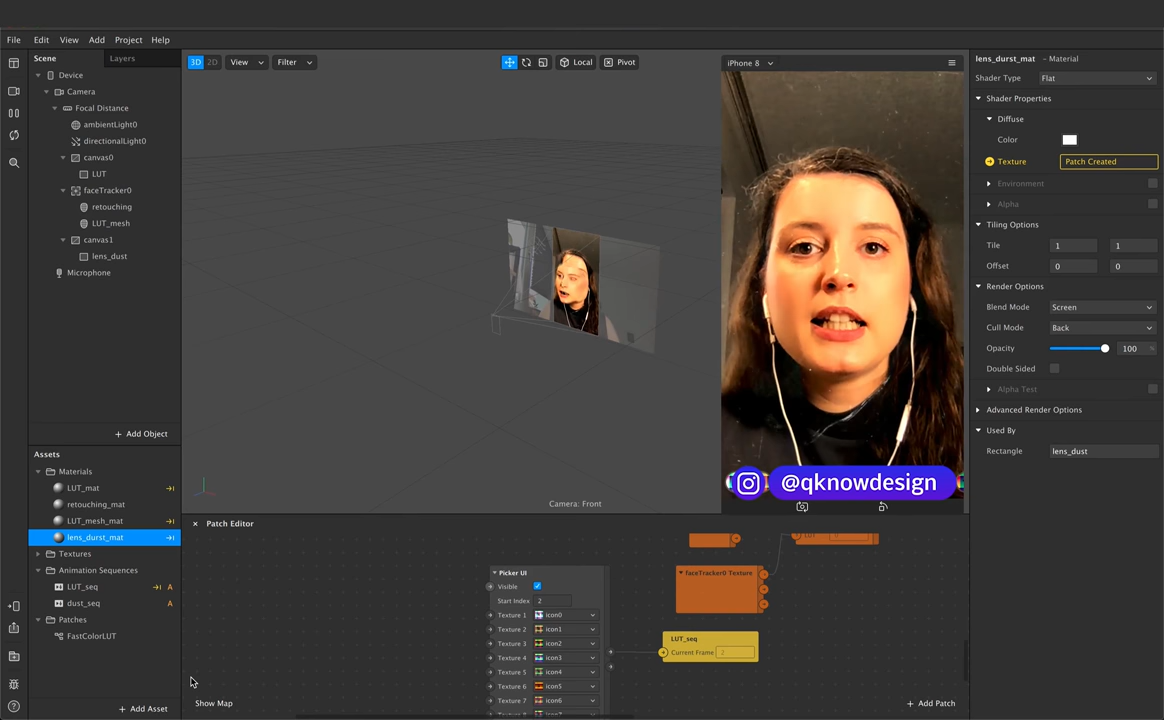 File Edit View Add Project Help
Scene Layers
Device
Camera
Focal Distance
ambientLight0
directionalLight0
canvas0
LUT
faceTracker0
retouching
LUT_mesh
canvas1
lens_dust
Microphone
+ Add Object
Assets
Materials
LUT_mat
retouching_mat
LUT_mesh_mat
lens_durst_mat
Textures
Animation Sequences
LUT_seq A
dust_seq A
Patches
FastColorLUT
+ Add Asset
3D 2D View Filter Local Pivot
Camera: Front
iPhone 8
@qknowdesign
Patch Editor
Picker UI
Visible
Start Index 2
Texture 1 icon0
Texture 2 icon1
Texture 3 icon2
Texture 4 icon3
Texture 5 icon4
Texture 6 icon5
Texture 7 icon6
LUT
faceTracker0 Texture
LUT_seq
Current Frame 2
Show Map
+ Add Patch
lens_durst_mat – Material
Shader Type Flat
Shader Properties
Diffuse
Color
Texture Patch Created
Environment
Alpha
Tiling Options
Tile 1 1
Offset 0 0
Render Options
Blend Mode Screen
Cull Mode Back
Opacity 100 %
Double Sided
Alpha Test
Advanced Render Options
Used By
Rectangle lens_dust